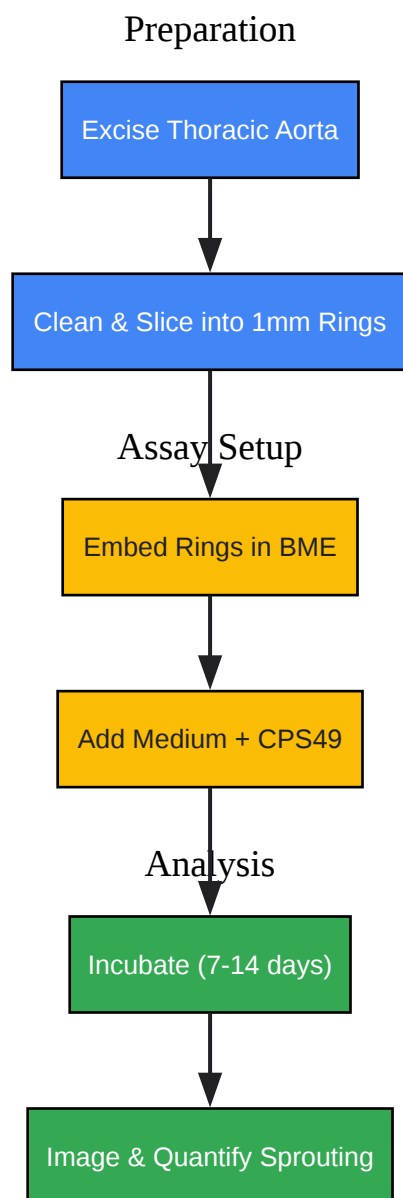 Preparation
Excise Thoracic Aorta
Clean & Slice into 1mm Rings
Assay Setup
Embed Rings in BME
Add Medium + CPS49
Analysis
Incubate (7-14 days)
Image & Quantify Sprouting